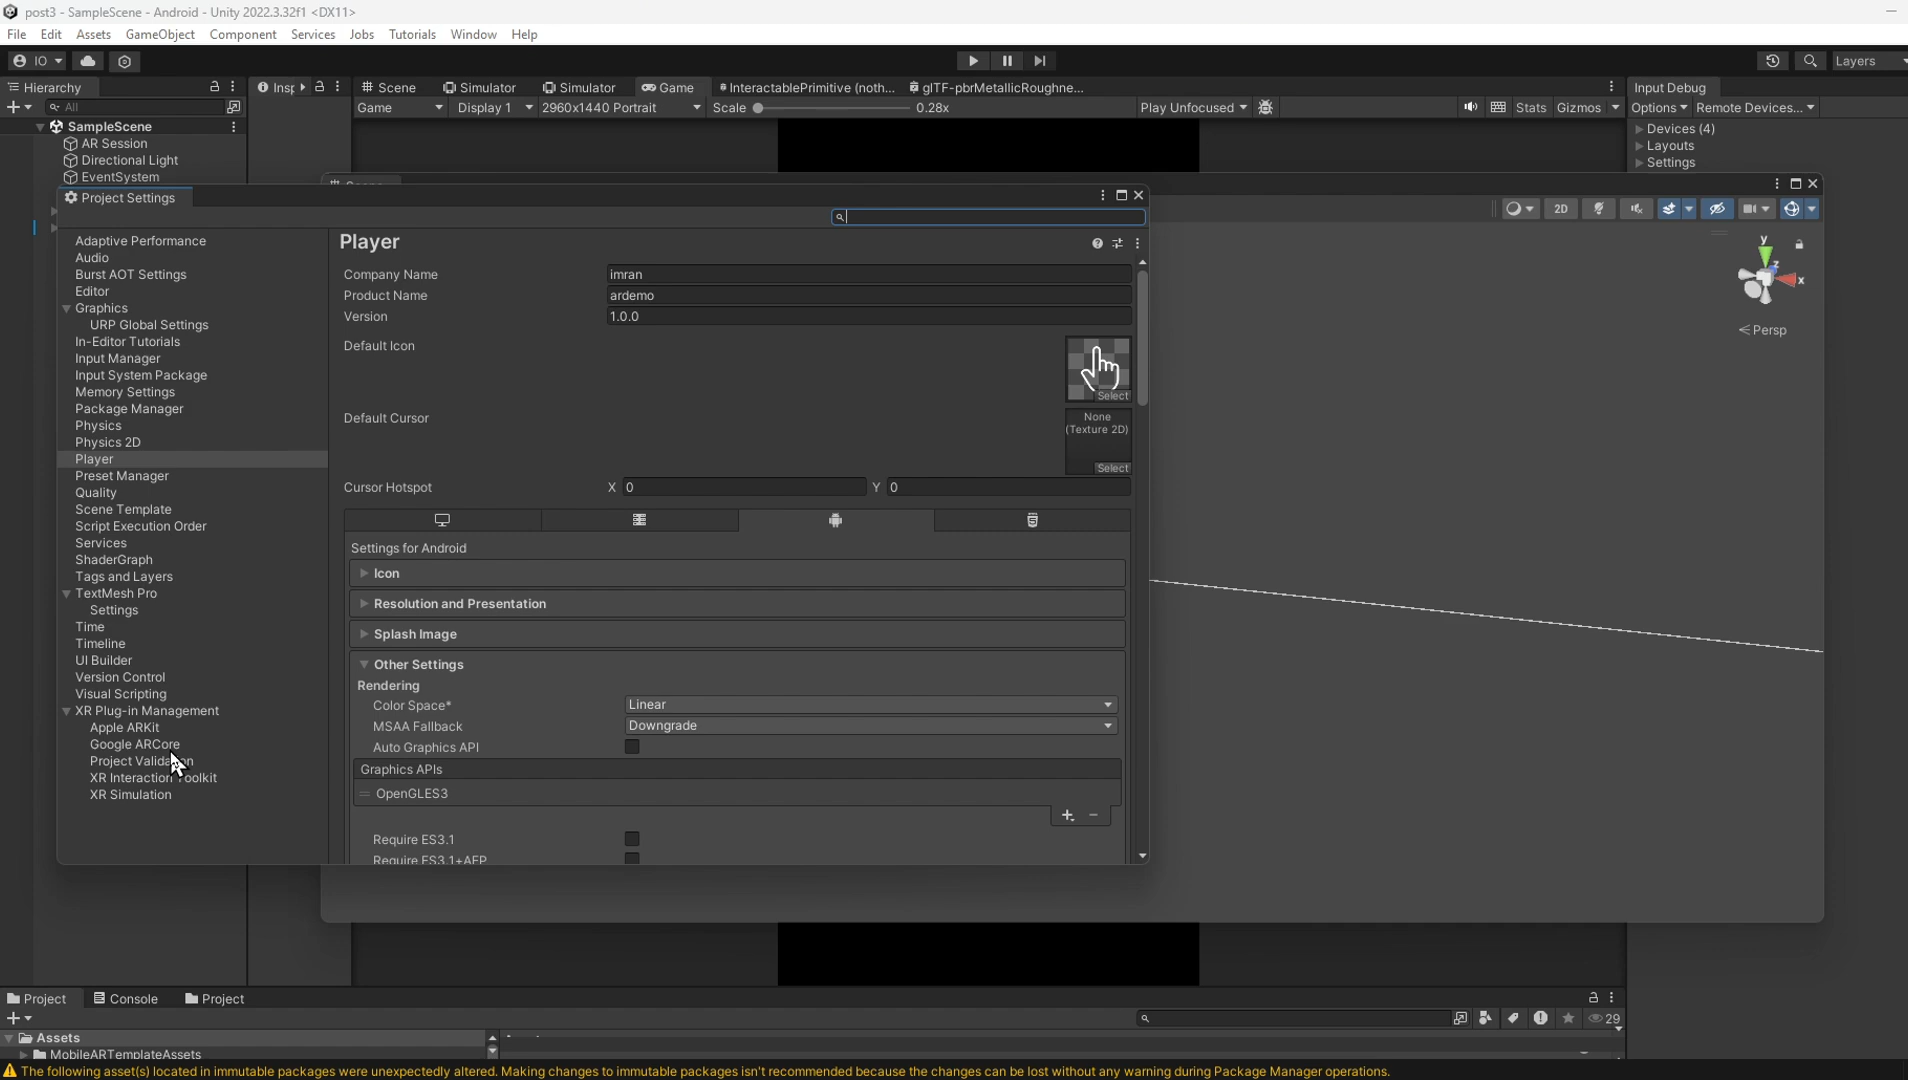 post3 - SampleScene - Android - Unity 2022.3.32f1 <DX11>
File Edit Assets GameObject Component Services Jobs Tutorials Window Help
IO
Layers
Hierarchy
All
SampleScene
AR Session
Directional Light
EventSystem
Scene Simulator Simulator Game InteractablePrimitive (noth... glTF-pbrMetallicRoughne...
Game Display 1 2960x1440 Portrait Scale 0.28x Play Unfocused Stats Gizmos
Input Debug
Options Remote Devices...
Devices (4)
Layouts
Settings
2D
y
z
x
Persp
Project Settings
Adaptive Performance
Audio
Burst AOT Settings
Editor
Graphics
URP Global Settings
In-Editor Tutorials
Input Manager
Input System Package
Memory Settings
Package Manager
Physics
Physics 2D
Player
Preset Manager
Quality
Scene Template
Script Execution Order
Services
ShaderGraph
Tags and Layers
TextMesh Pro
Settings
Time
Timeline
UI Builder
Version Control
Visual Scripting
XR Plug-in Management
Apple ARKit
Google ARCore
Project
XR Interaction
XR Simulation
Player
Company Name imran
Product Name ardemo
Version 1.0.0
Default Icon
Select
Default Cursor
None
(Texture 2D)
Select
Cursor Hotspot X 0 Y 0
Settings for Android
Icon
Resolution and Presentation
Splash Image
Other Settings
Rendering
Color Space* Linear
MSAA Fallback Downgrade
Auto Graphics API
Graphics APIs
OpenGLES3
Require ES3.1
Require ES3.1+AEP
Project Console Project
29
Assets
MobileARTemplateAssets
The following asset(s) located in immutable packages were unexpectedly altered. Making changes to immutable packages isn't recommended because the changes can be lost without any warning during Package Manager operations.